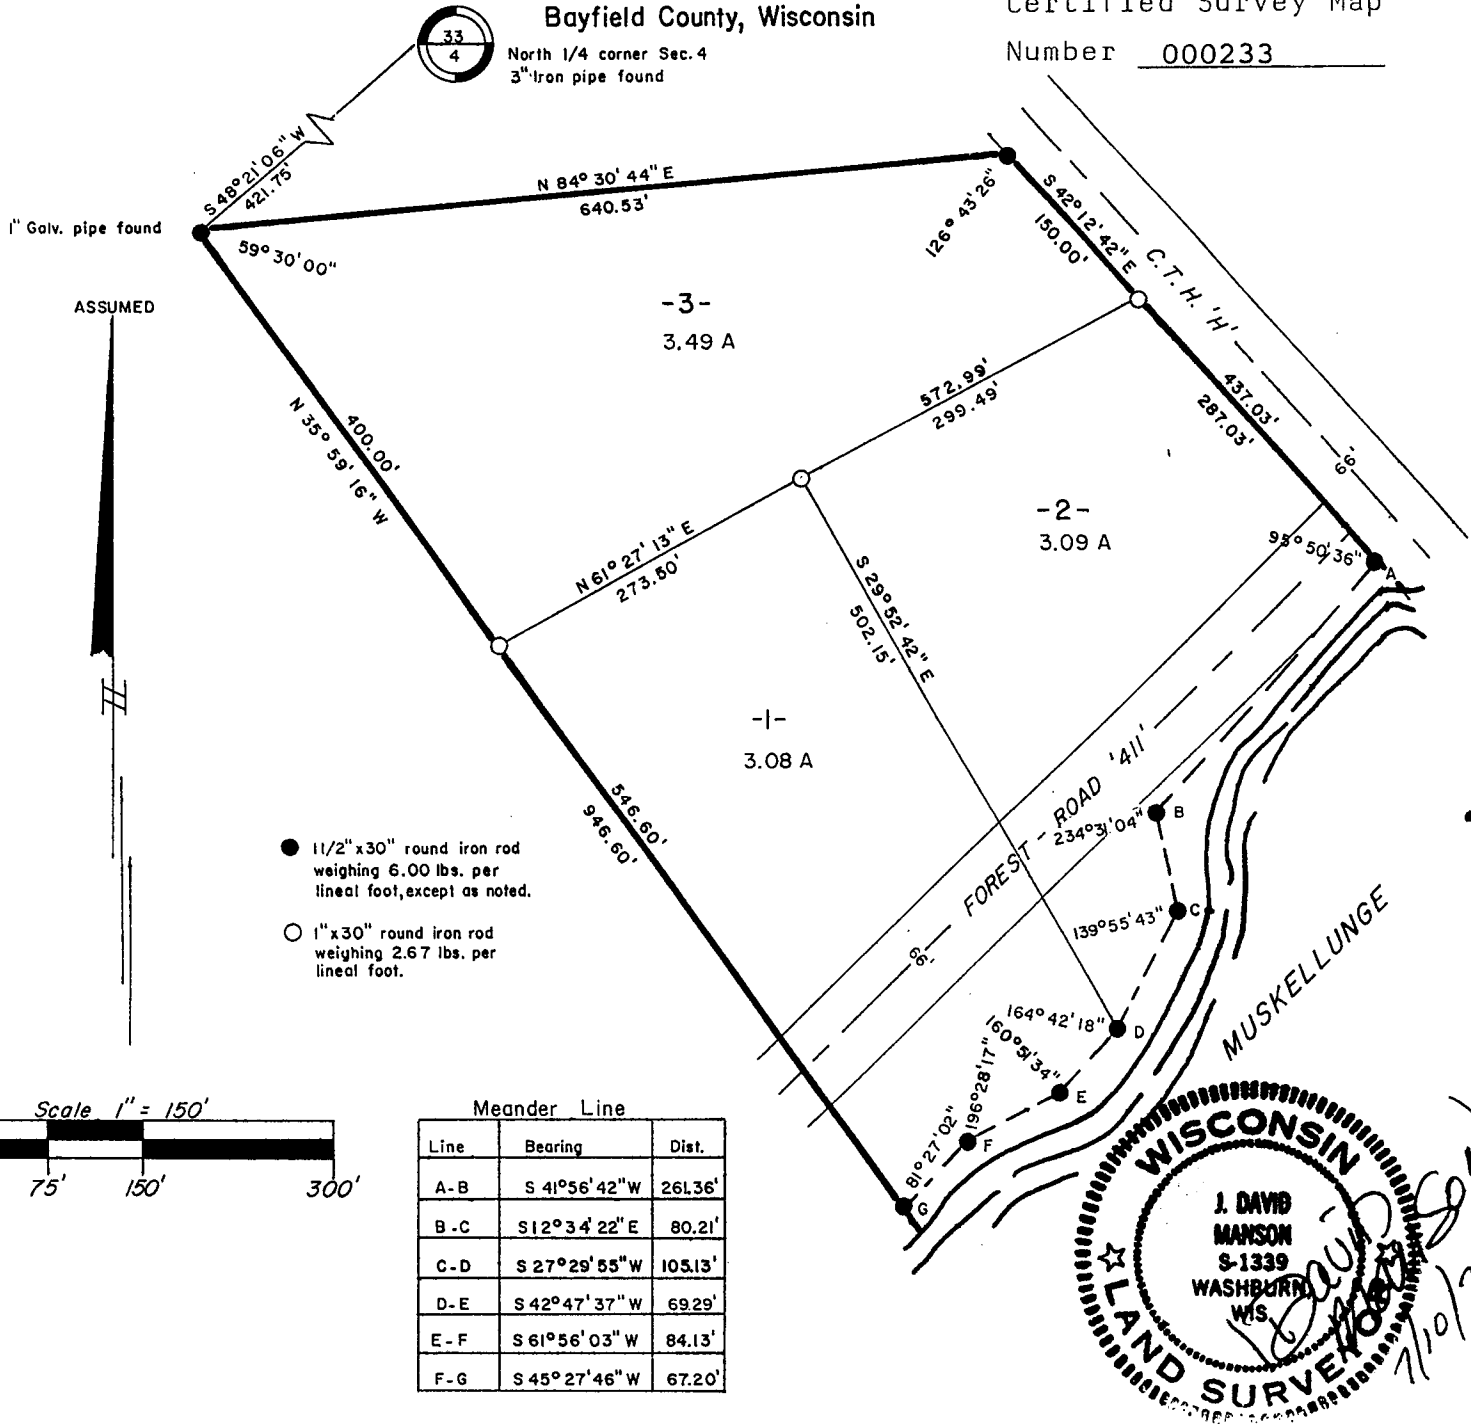 Bayfield County, Wisconsin
Certified Survey Map
Number 000233
33
4
North 1/4 corner Sec. 4
3" Iron pipe found
S 48° 21' 06" W
421.75'
1" Galv. pipe found
N 84° 30' 44" E
640.53'
59° 30' 00"
126° 43' 26"
S 42° 12' 42" E
150.00'
C.T.H. 'H'
ASSUMED
-3-
3.49 A
572.99'
299.49'
437.03'
287.03'
66'
400.00'
N 35° 59' 16" W
N 61° 27' 13" E
273.50'
-2-
3.09 A
95° 50' 36"
A
S 29° 52' 42" E
502.15'
N
-1-
3.08 A
546.60'
946.60'
FOREST ROAD '411'
66'
234° 31' 04"
B
139° 55' 43"
C
164° 42' 18"
D
160° 51' 34"
E
196° 28' 17"
F
81° 27' 02"
G
MUSKELLUNGE
1 1/2" x 30" round iron rod
weighing 6.00 lbs. per
lineal foot, except as noted.
1" x 30" round iron rod
weighing 2.67 lbs. per
lineal foot.
Scale 1" = 150'
75' 150' 300'
Meander Line
Line Bearing Dist.
A-B S 41° 56' 42" W 261.36'
B-C S 12° 34' 22" E 80.21'
C-D S 27° 29' 55" W 105.13'
D-E S 42° 47' 37" W 69.29'
E-F S 61° 56' 03" W 84.13'
F-G S 45° 27' 46" W 67.20'
WISCONSIN
J. DAVID
MANSON
S-1339
WASHBURN,
WIS.
LAND SURVEYOR